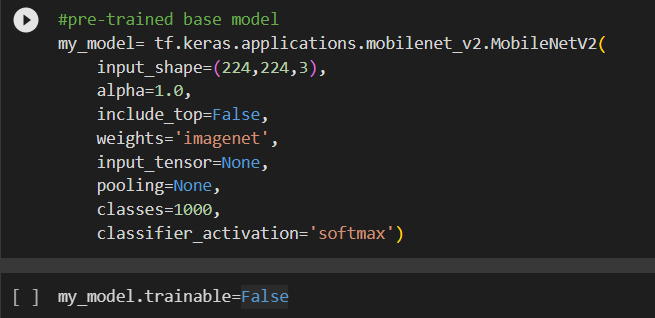 #pre-trained base model
my_model= tf.keras.applications.mobilenet_v2.MobileNetV2(
    input_shape=(224,224,3),
    alpha=1.0,
    include_top=False,
    weights='imagenet',
    input_tensor=None,
    pooling=None,
    classes=1000,
    classifier_activation='softmax')
[ ] my_model.trainable=False